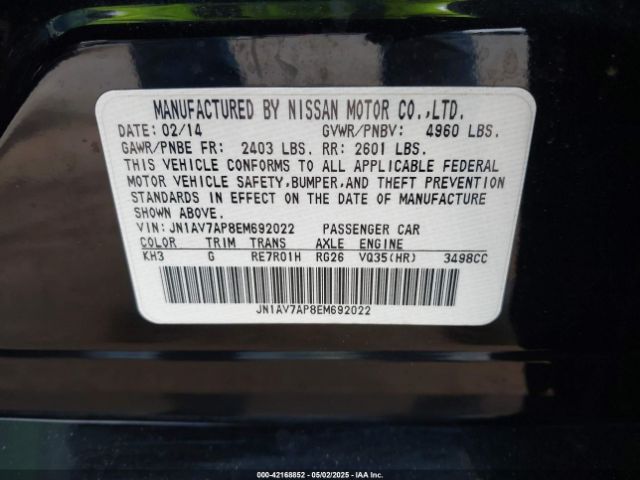 MANUFACTURED BY NISSAN MOTOR CO.,LTD.
DATE: 02/14 GVWR/PNBV: 4960 LBS.
GAWR/PNBE FR: 2403 LBS. RR: 2601 LBS.
THIS VEHICLE CONFORMS TO ALL APPLICABLE FEDERAL
MOTOR VEHICLE SAFETY,BUMPER,AND THEFT PREVENTION
STANDARDS IN EFFECT ON THE DATE OF MANUFACTURE
SHOWN ABOVE.
VIN: JN1AV7AP8EM692022 PASSENGER CAR
COLOR TRIM TRANS AXLE ENGINE
KH3 G RE7R01H RG26 VQ35(HR) 3498CC
JN1AV7AP8EM692022
000-42168852 - 05/02/2025 - COPYRIGHT IAA, LLC.